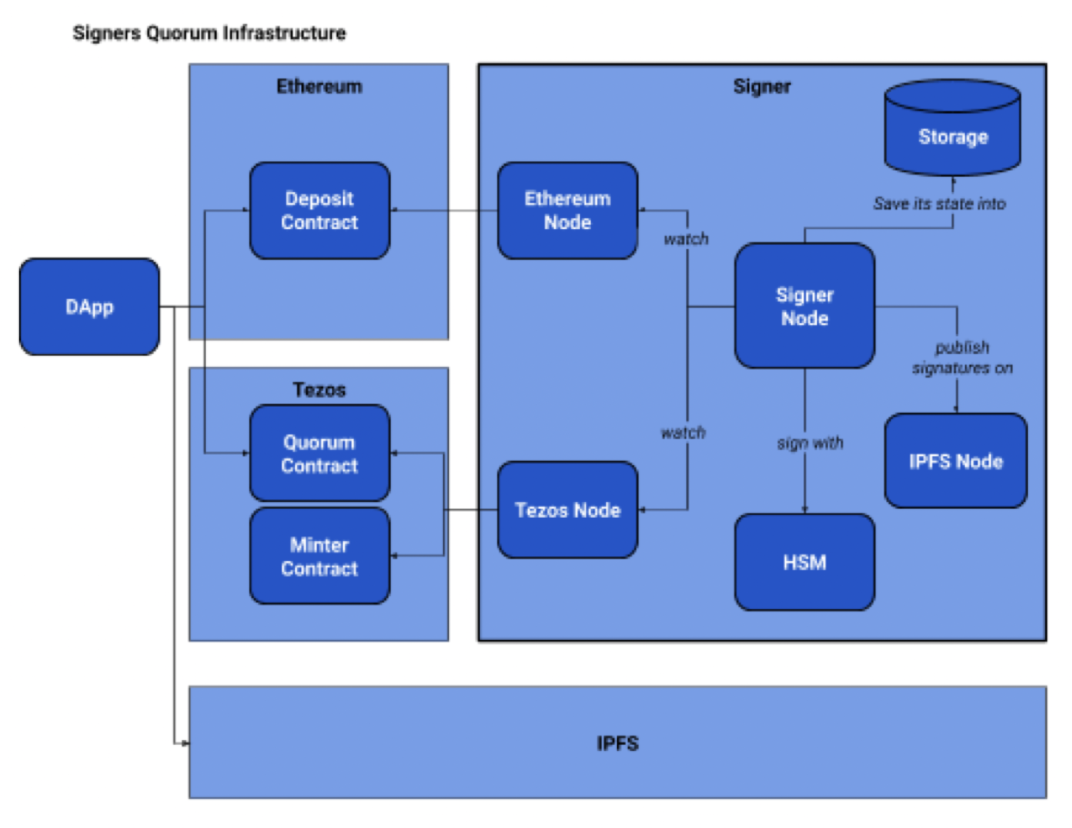 Signers Quorum Infrastructure
Ethereum
Signer
Storage
Deposit
Contract
Ethereum
Node
Save its state into
watch
DApp
Signer
Node
publish
signatures on
Tezos
Quorum
Contract
watch
sign with
IPFS Node
Tezos Node
Minter
Contract
HSM
IPFS